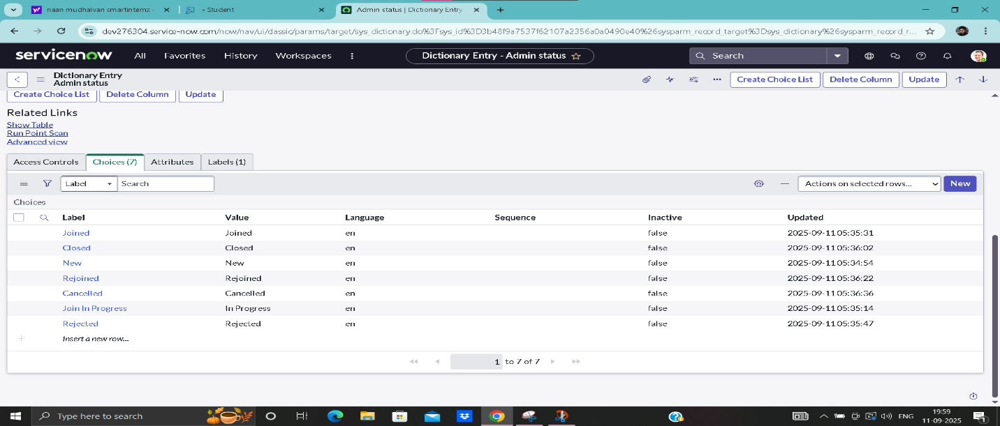 naan mudhalvan smartinternz -
- Student
Admin status | Dictionary Entry
dev276304.service-now.com/now/nav/ui/classic/params/target/sys_dictionary.do%3Fsys_id%3D3b48f9a7537f62107a2356a0a0490e40%26sysparm_record_target%3Dsys_dictionary%26sysparm_record_r...
servicenow All Favorites History Workspaces Dictionary Entry - Admin status Search
Dictionary Entry
Admin status
Create Choice List Delete Column Update
Create Choice List Delete Column Update
Related Links
Show Table
Run Point Scan
Advanced view
Access Controls Choices (7) Attributes Labels (1)
Label Search Actions on selected rows... New
Choices
Label Value Language Sequence Inactive Updated
Joined Joined en false 2025-09-11 05:35:31
Closed Closed en false 2025-09-11 05:36:02
New New en false 2025-09-11 05:34:54
Rejoined Rejoined en false 2025-09-11 05:36:22
Cancelled Cancelled en false 2025-09-11 05:36:36
Join In Progress In Progress en false 2025-09-11 05:35:14
Rejected Rejected en false 2025-09-11 05:35:47
Insert a new row...
1 to 7 of 7
Type here to search
ENG
19:59
11-09-2025
1